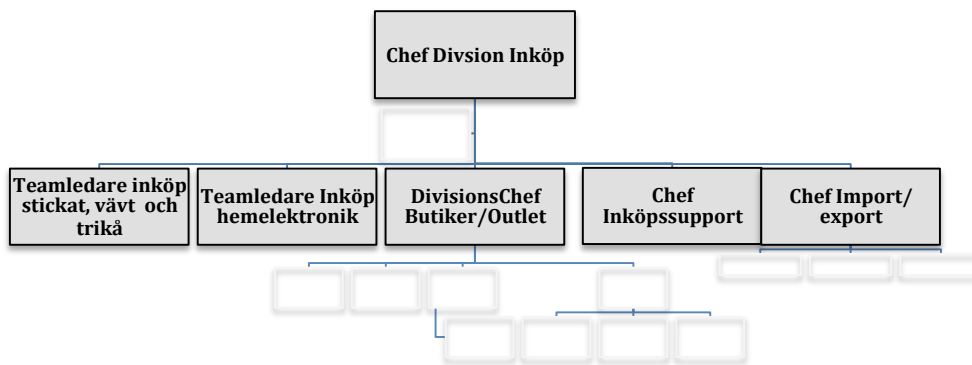 Chef Divsion Inköp
Teamledare inköp
stickat, vävt och
trikå
Teamledare Inköp
hemelektronik
DivisionsChef
Butiker/Outlet
Chef
Inköpssupport
Chef Import/
export